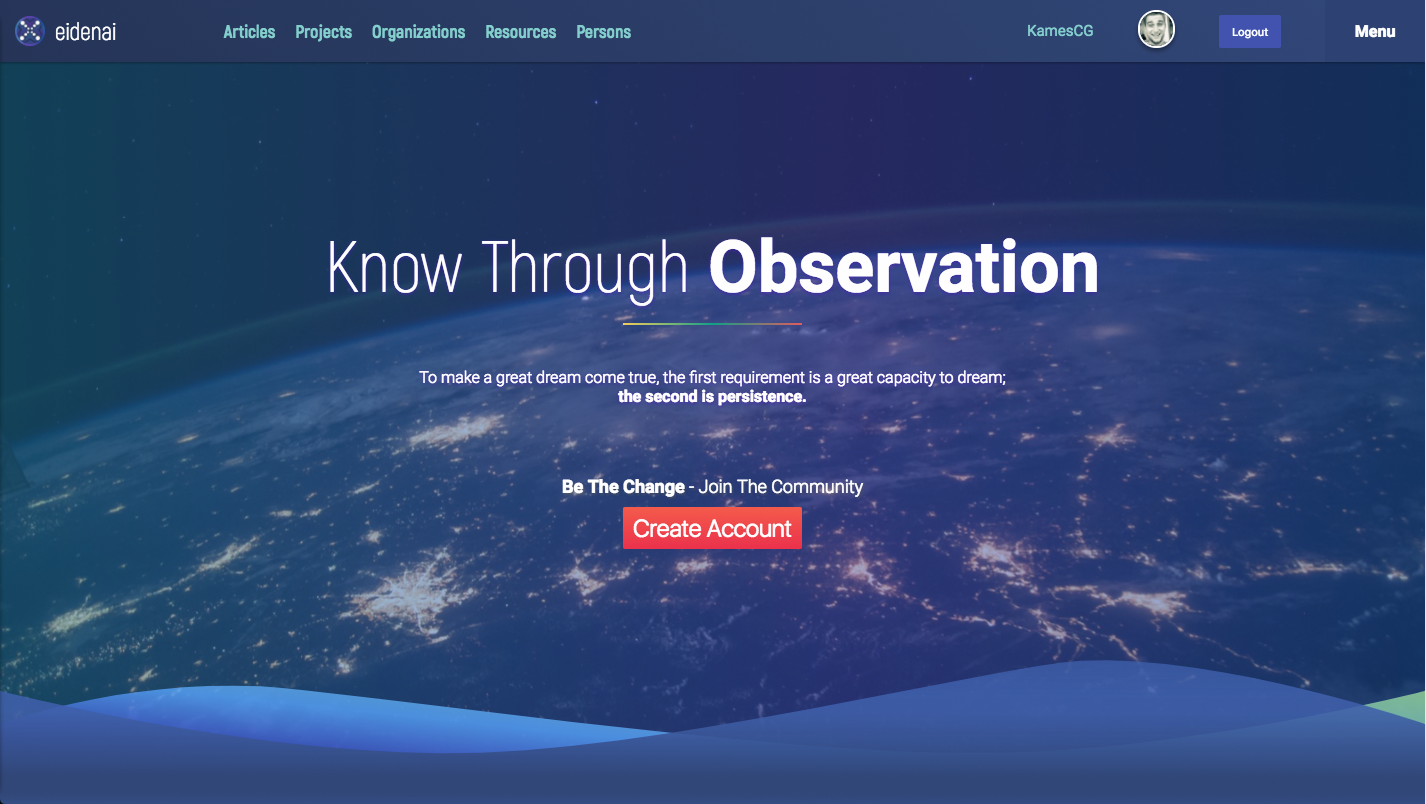 eidenai
Articles Projects Organizations Resources Persons
KamesCG
Logout
Menu
Know Through Observation
To make a great dream come true, the first requirement is a great capacity to dream;
the second is persistence.
Be The Change - Join The Community
Create Account